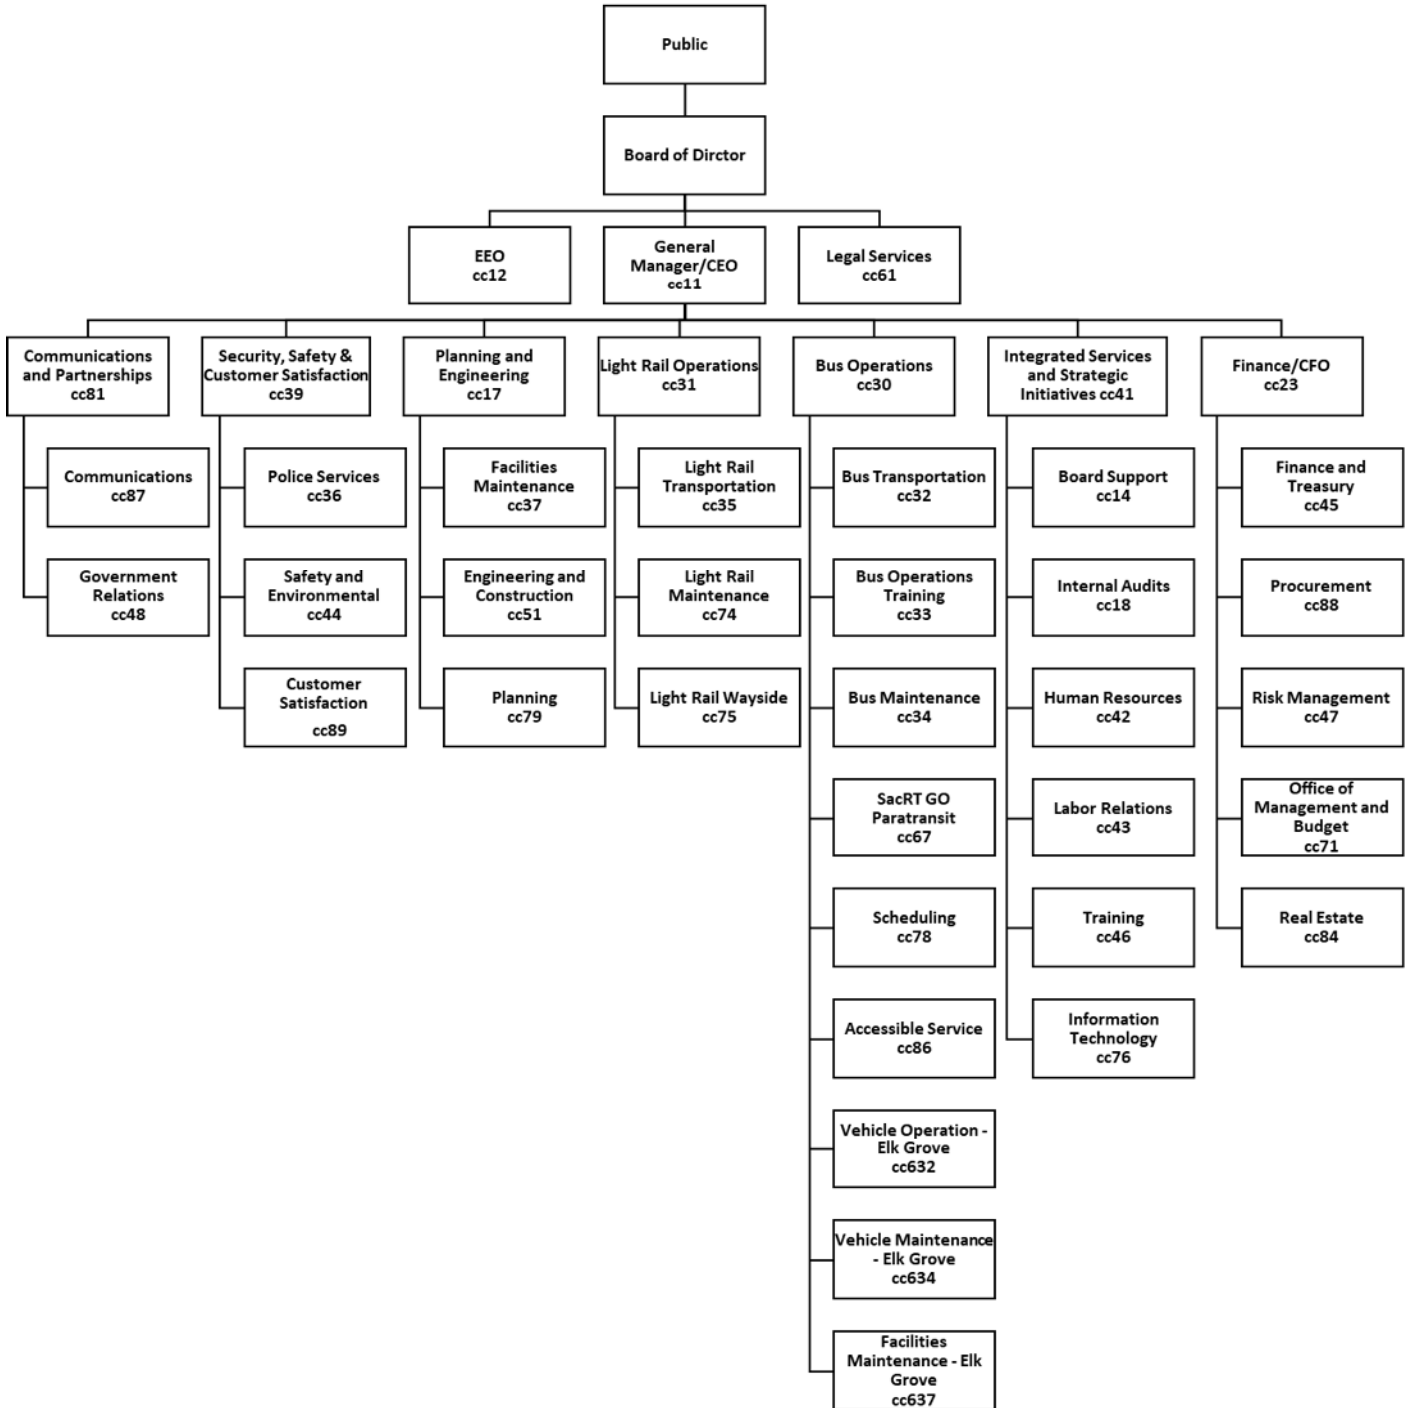 Public
Board of Dirctor
EEO
cc12
General
Manager/CEO
cc11
Legal Services
cc61
Communications
and Partnerships
cc81
Security, Safety &
Customer Satisfaction
cc39
Planning and
Engineering
cc17
Light Rail Operations
cc31
Bus Operations
cc30
Integrated Services
and Strategic
Initiatives cc41
Finance/CFO
cc23
Communications
cc87
Government
Relations
cc48
Police Services
cc36
Safety and
Environmental
cc44
Customer
Satisfaction
cc89
Facilities
Maintenance
cc37
Engineering and
Construction
cc51
Planning
cc79
Light Rail
Transportation
cc35
Light Rail
Maintenance
cc74
Light Rail Wayside
cc75
Bus Transportation
cc32
Bus Operations
Training
cc33
Bus Maintenance
cc34
SacRT GO
Paratransit
cc67
Scheduling
cc78
Accessible Service
cc86
Vehicle Operation -
Elk Grove
cc632
Vehicle Maintenance
- Elk Grove
cc634
Facilities
Maintenance - Elk
Grove
cc637
Board Support
cc14
Internal Audits
cc18
Human Resources
cc42
Labor Relations
cc43
Training
cc46
Information
Technology
cc76
Finance and
Treasury
cc45
Procurement
cc88
Risk Management
cc47
Office of
Management and
Budget
cc71
Real Estate
cc84